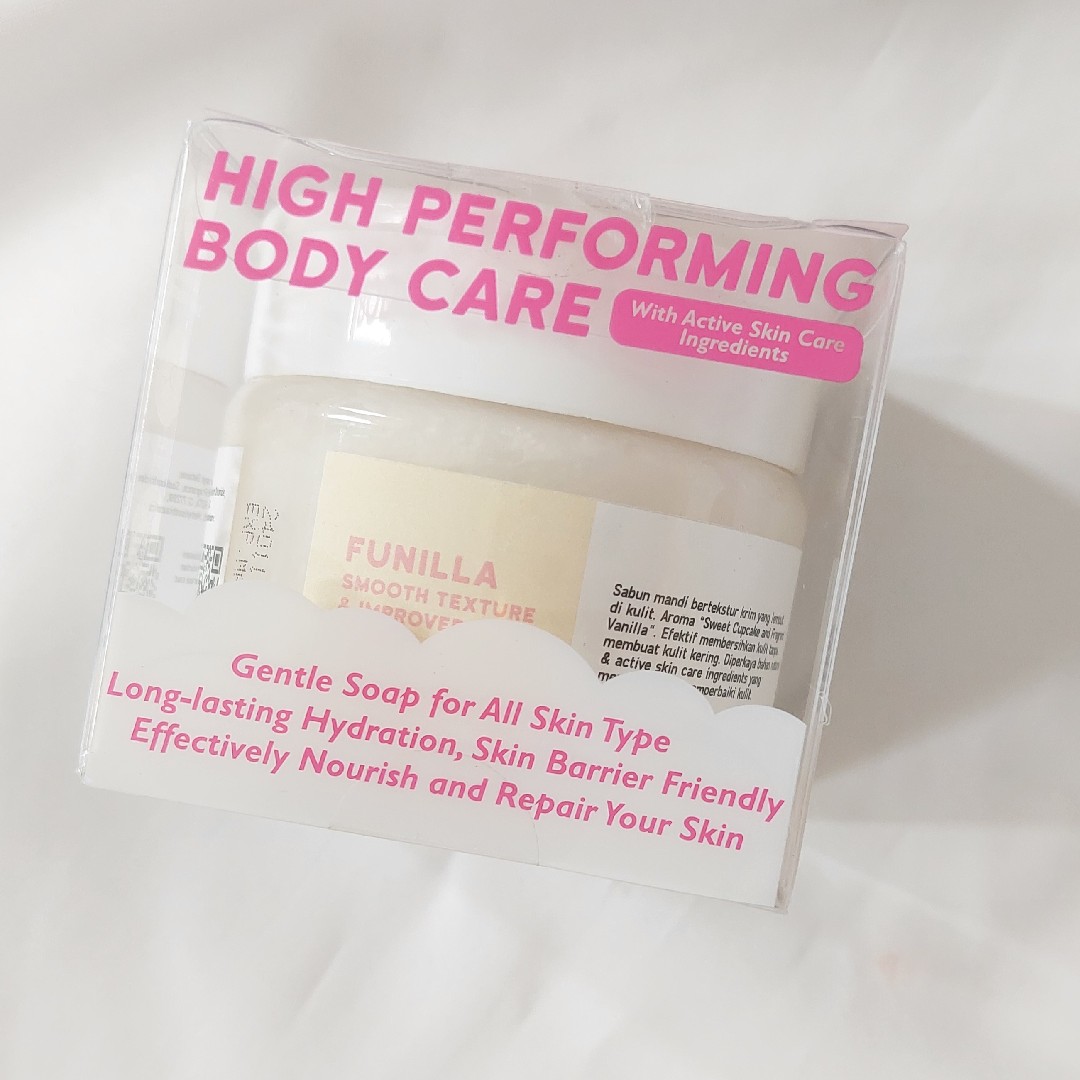 HIGH PERFORMING
BODY CARE
With Active Skin Care
Ingredients
FUNILLA
SMOOTH TEXTURE
&
Sabun mandi bertekstur krim yang
di kulit. Aroma "Sweet Cupcake and
Vanilla". Efektif membersihkan kulit
membuat kulit kering. Diperkaya bahan
& active skin care ingredients yang
kulit
Gentle Soap for All Skin Type
Long-lasting Hydration, Skin Barrier Friendly
Effectively Nourish and Repair Your Skin